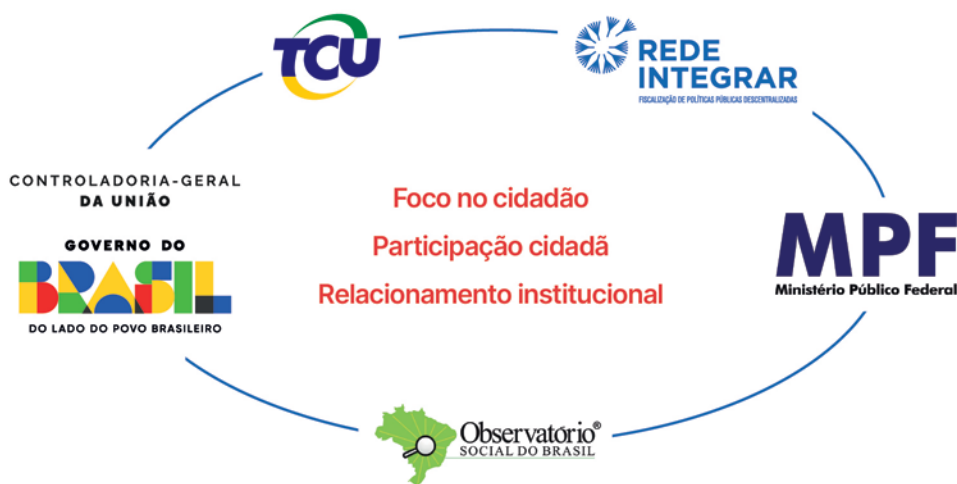 TCU
REDE
INTEGRAR
FISCALIZAÇÃO DE POLÍTICAS PÚBLICAS DESCENTRALIZADAS
CONTROLADORIA-GERAL
DA UNIÃO
GOVERNO DO
BRASIL
DO LADO DO POVO BRASILEIRO
Foco no cidadão
Participação cidadã
Relacionamento institucional
MPF
Ministério Público Federal
Observatório®
SOCIAL DO BRASIL